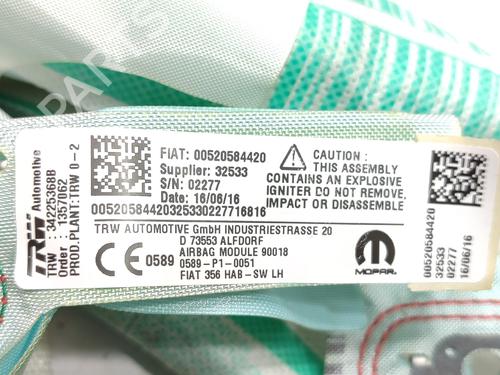 TRW Automotive
TRW : 34225368B
Order : 1357062
PROD.PLANT:TRW 0-2
FIAT: 00520584420
Supplier: 32533
S/N: 02277
Date: 16/06/16
00520584420325330227716816
CAUTION :
THIS ASSEMBLY
CONTAINS AN EXPLOSIVE
IGNITER DO NOT REMOVE.
IMPACT OR DISASSEMBLY
TRW AUTOMOTIVE GmbH INDUSTRIESTRASSE 20
D 73553 ALFDORF
AIRBAG MODULE 90018
0589-P1-0051
FIAT 356 HAB-SW LH
CE 0589
MOPAR
00520584420
32533
02277
16/06/16
B-PARTS